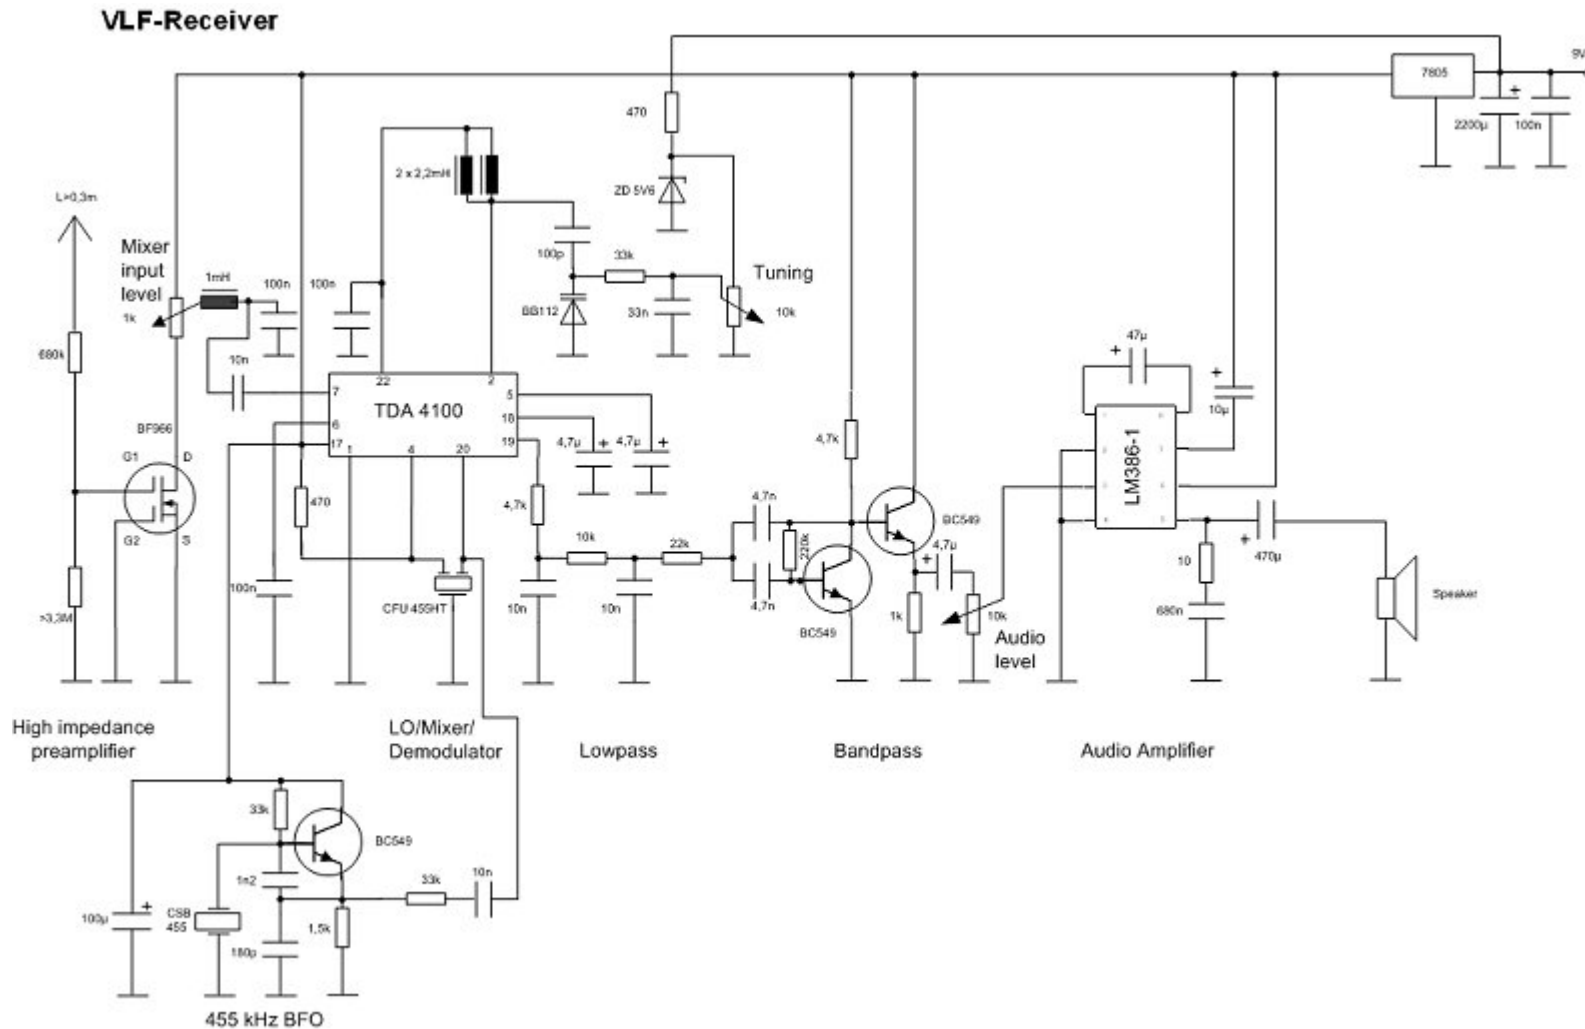 VLF-Receiver
9V
7805
470
2200µ
100n
2 x 2,2mH
ZD 5V6
L>0,3m
Mixer
input
level
1mH
100n
100n
100p
33k
Tuning
1k
BB112
33n
10k
47µ
680k
10n
22
2
7
5
10µ
TDA 4100
BF966
6
18
17
19
4,7µ
4,7µ
4,7k
1
4
20
LM386-1
G1
D
470
4,7k
4,7n
BC549
G2
S
10k
22k
220k
4,7µ
470µ
10
100n
CFU 455HT
10n
10n
4,7n
1k
10k
680n
Speaker
>3,3M
BC549
Audio
level
High impedance
preamplifier
LO/Mixer/
Demodulator
Lowpass
Bandpass
Audio Amplifier
33k
BC549
1n2
33k
10n
100µ
CSB
455
1,5k
180p
455 kHz BFO